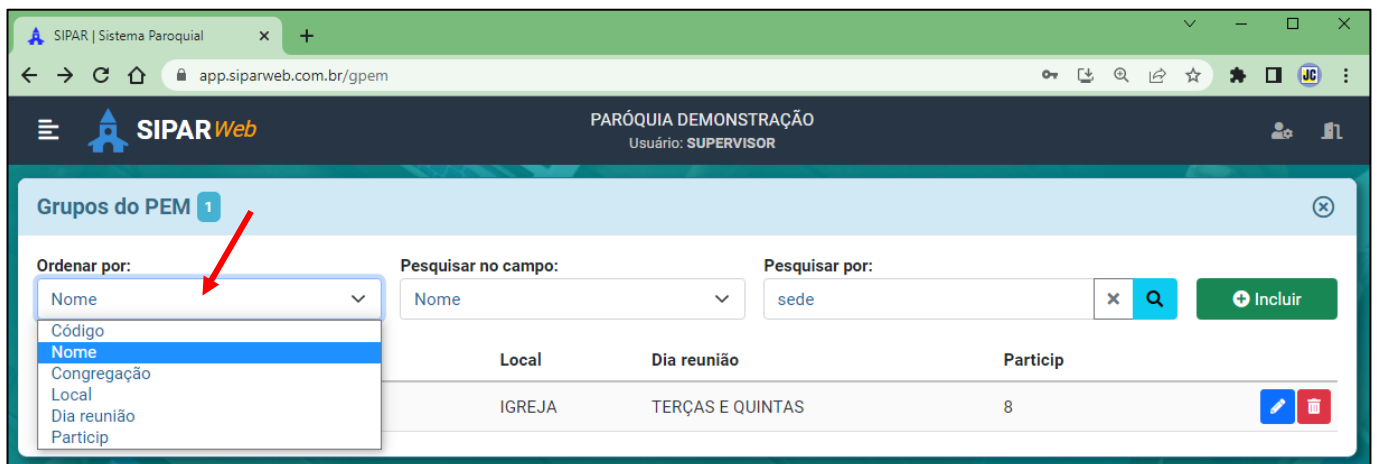 SIPAR | Sistema Paroquial
app.siparweb.com.br/gpem
JC
SIPAR Web
PARÓQUIA DEMONSTRAÇÃO
Usuário: SUPERVISOR
Grupos do PEM 1
Ordenar por: Pesquisar no campo: Pesquisar por:
Nome Nome sede Incluir
Código
Nome
Congregação
Local
Dia reunião
Particip
Local Dia reunião Particip
IGREJA TERÇAS E QUINTAS 8